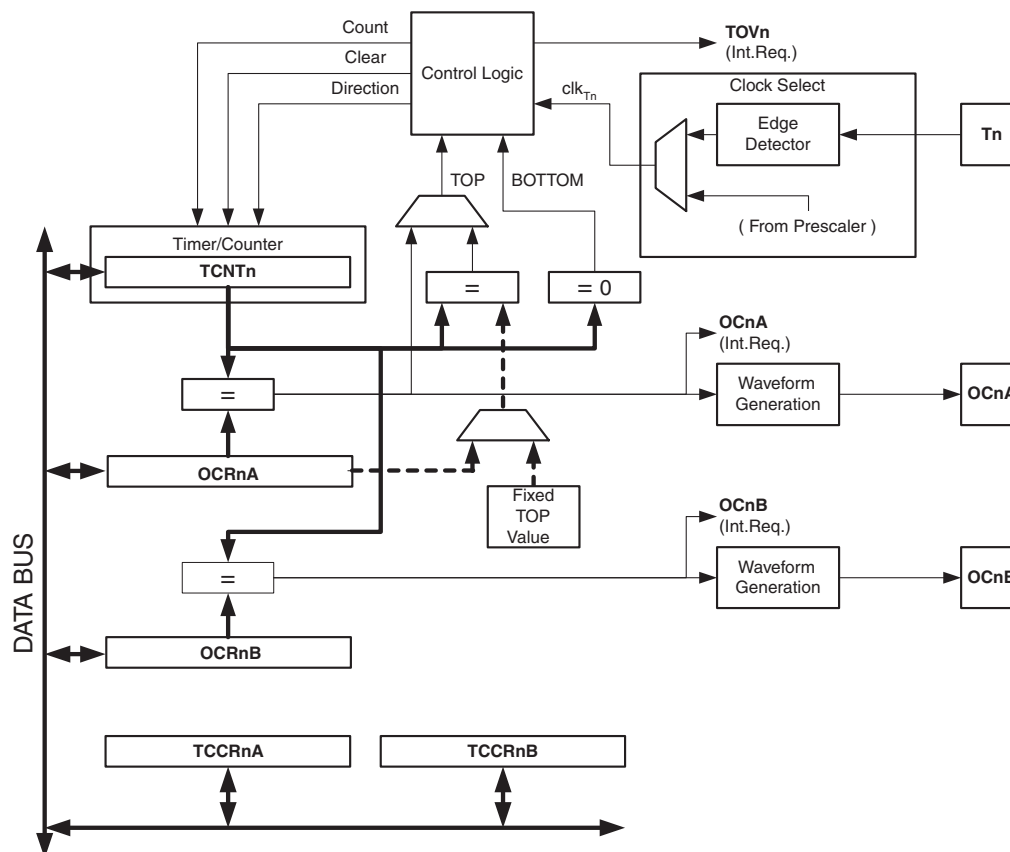 Count
Clear
Direction
Control Logic
TOVn
(Int.Req.)
clkTn
Clock Select
Edge
Detector
Tn
( From Prescaler )
TOP
BOTTOM
Timer/Counter
TCNTn
=
= 0
OCnA
(Int.Req.)
=
Waveform
Generation
OCnA
OCRnA
Fixed
TOP
Value
OCnB
(Int.Req.)
=
Waveform
Generation
OCnB
OCRnB
DATA BUS
TCCRnA
TCCRnB